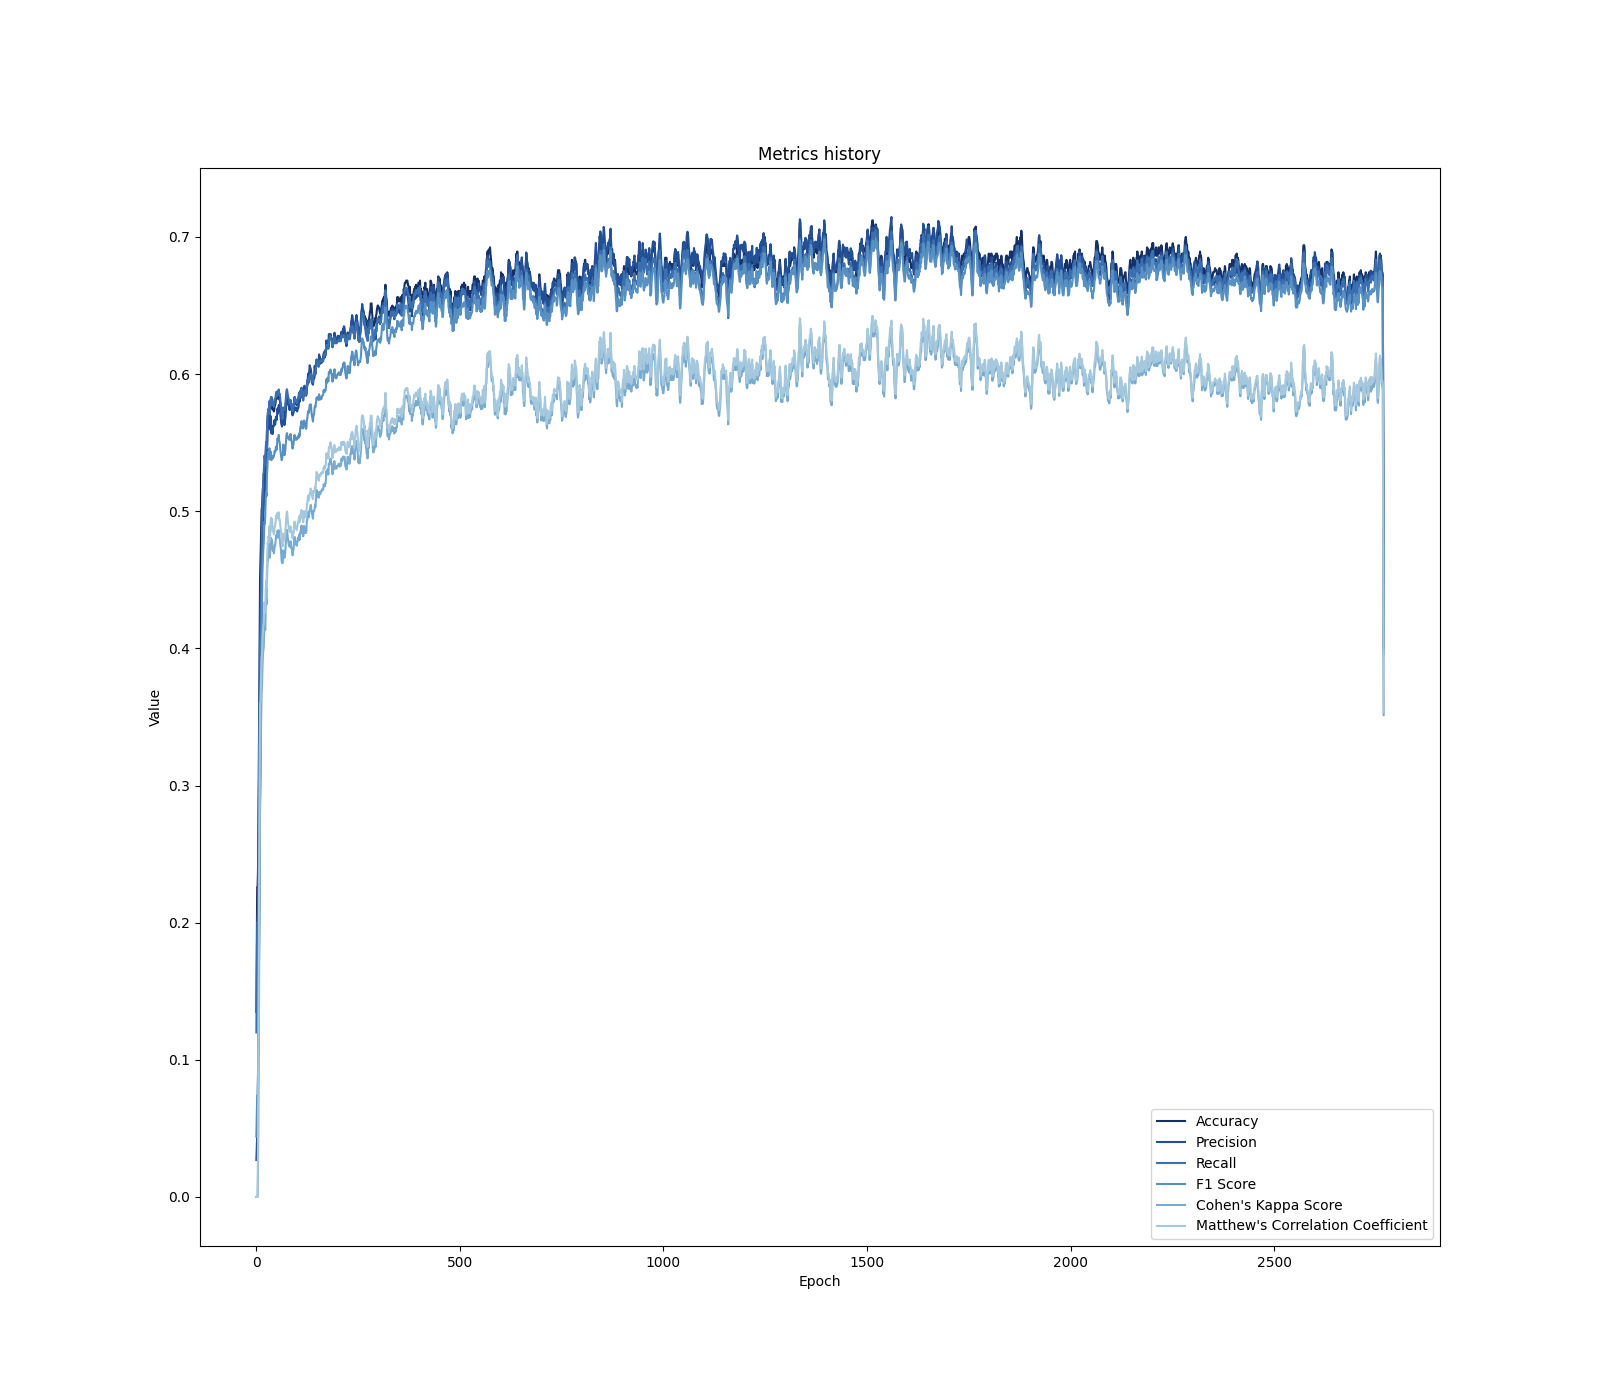 Metrics history
0.7
0.6
0.5
0.4
0.3
0.2
0.1
0.0
Value
0
500
1000
1500
2000
2500
Epoch
Accuracy
Precision
Recall
F1 Score
Cohen's Kappa Score
Matthew's Correlation Coefficient